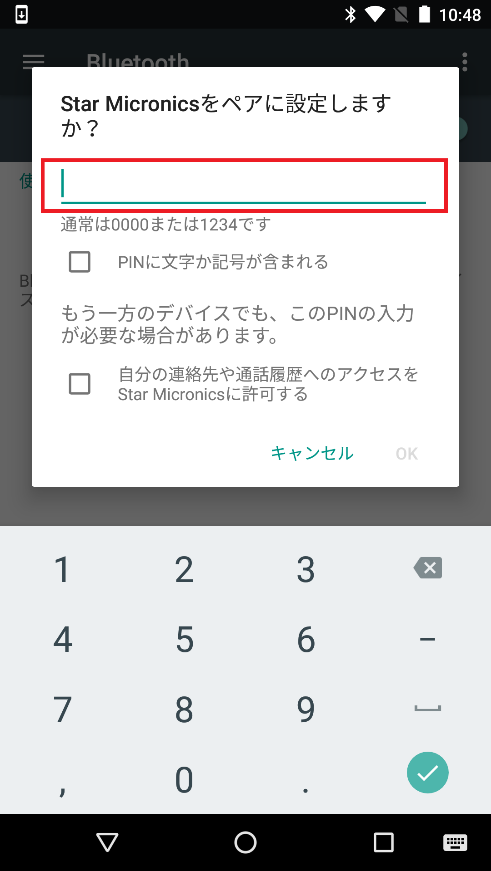 10:48
Bluetooth
Star Micronicsをペアに設定します
か？
使
通常は0000または1234です
PINに文字か記号が含まれる
Bl
ス
もう一方のデバイスでも、このPINの入力
が必要な場合があります。
自分の連絡先や通話履歴へのアクセスを
Star Micronicsに許可する
キャンセル OK
1 2 3
4 5 6 -
7 8 9
, 0 .